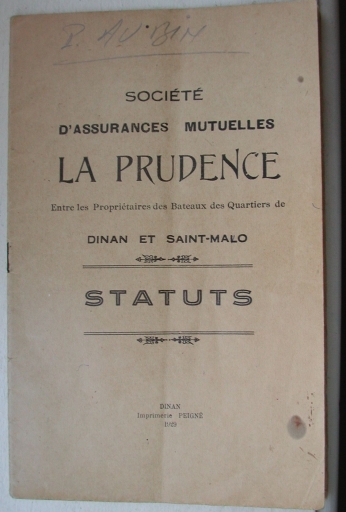 P. AUBIN
SOCIÉTÉ
D'ASSURANCES MUTUELLES
LA PRUDENCE
Entre les Propriétaires des Bateaux des Quartiers de
DINAN ET SAINT-MALO
STATUTS
DINAN
Imprimerie PEIGNÉ
1929